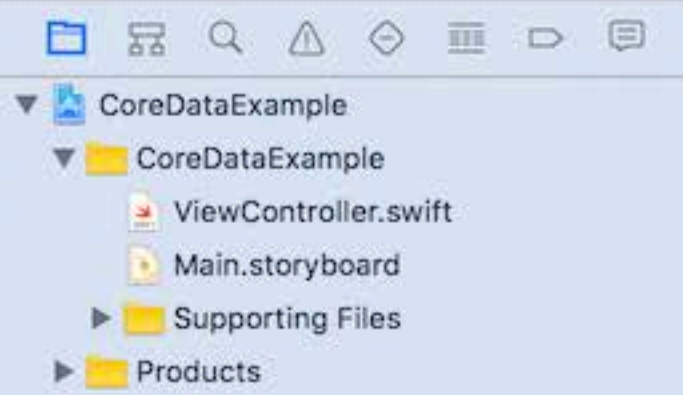 CoreDataExample
CoreDataExample
ViewController.swift
Main.storyboard
Supporting Files
Products